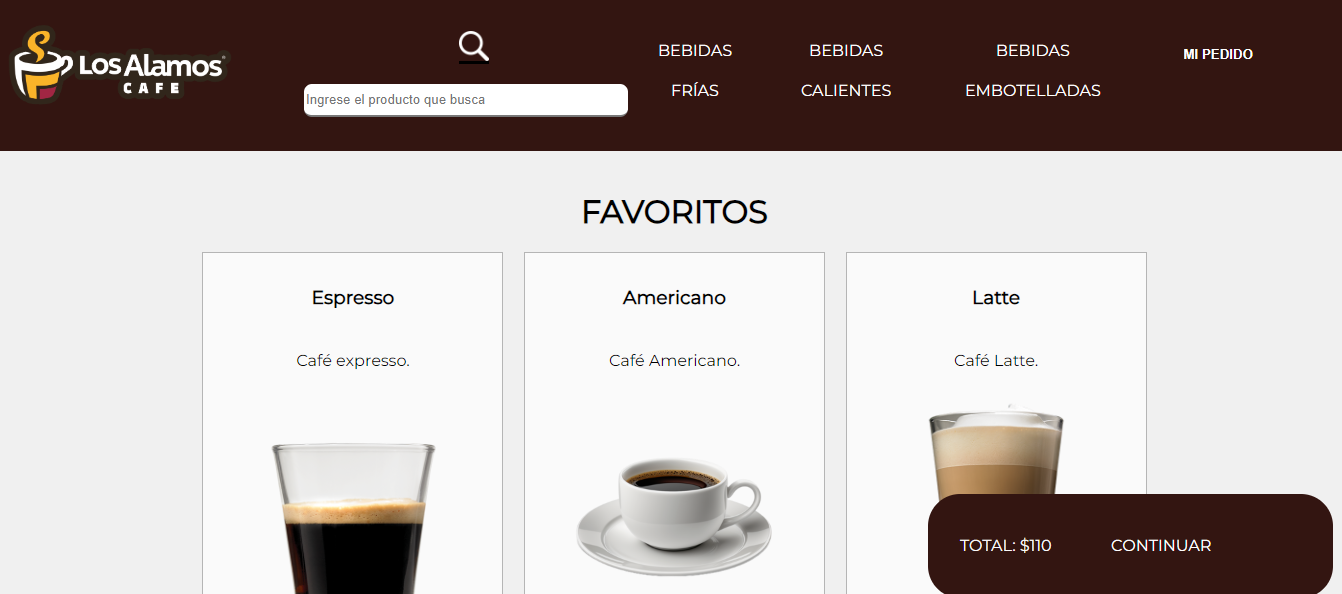 Los Alamos
CAFE
Ingrese el producto que busca
BEBIDAS
FRÍAS
BEBIDAS
CALIENTES
BEBIDAS
EMBOTELLADAS
MI PEDIDO
FAVORITOS
Espresso
Café expresso.
Americano
Café Americano.
Latte
Café Latte.
TOTAL: $110
CONTINUAR